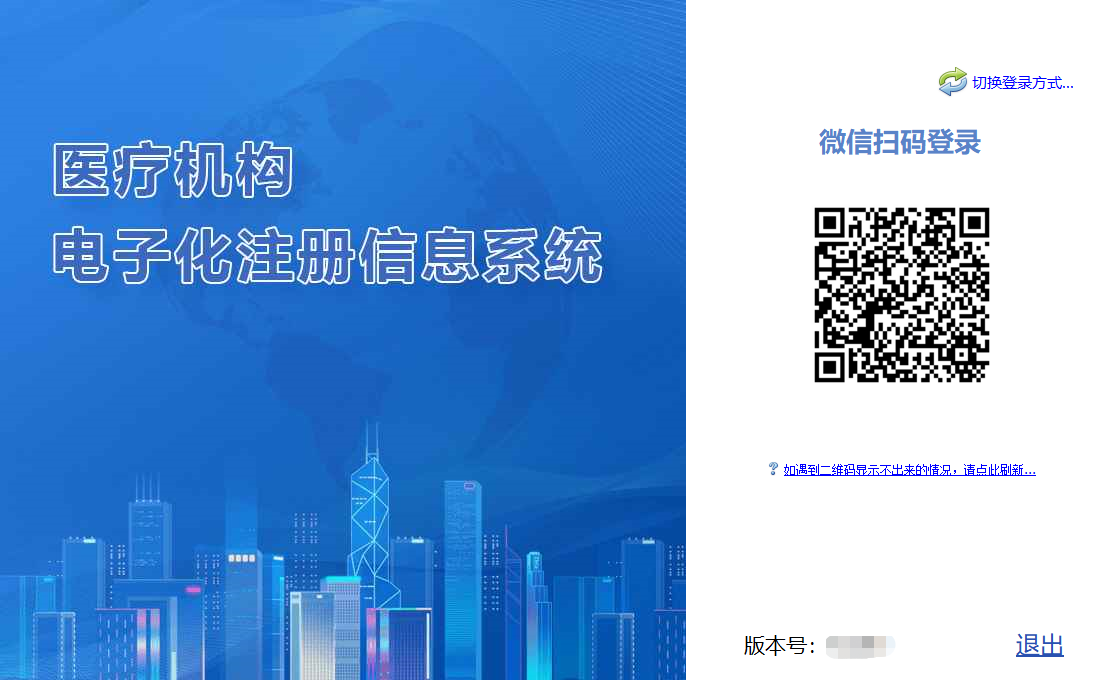 医疗机构
电子化注册信息系统
切换登录方式...
微信扫码登录
如遇到二维码显示不出来的情况，请点此刷新...
版本号：
退出